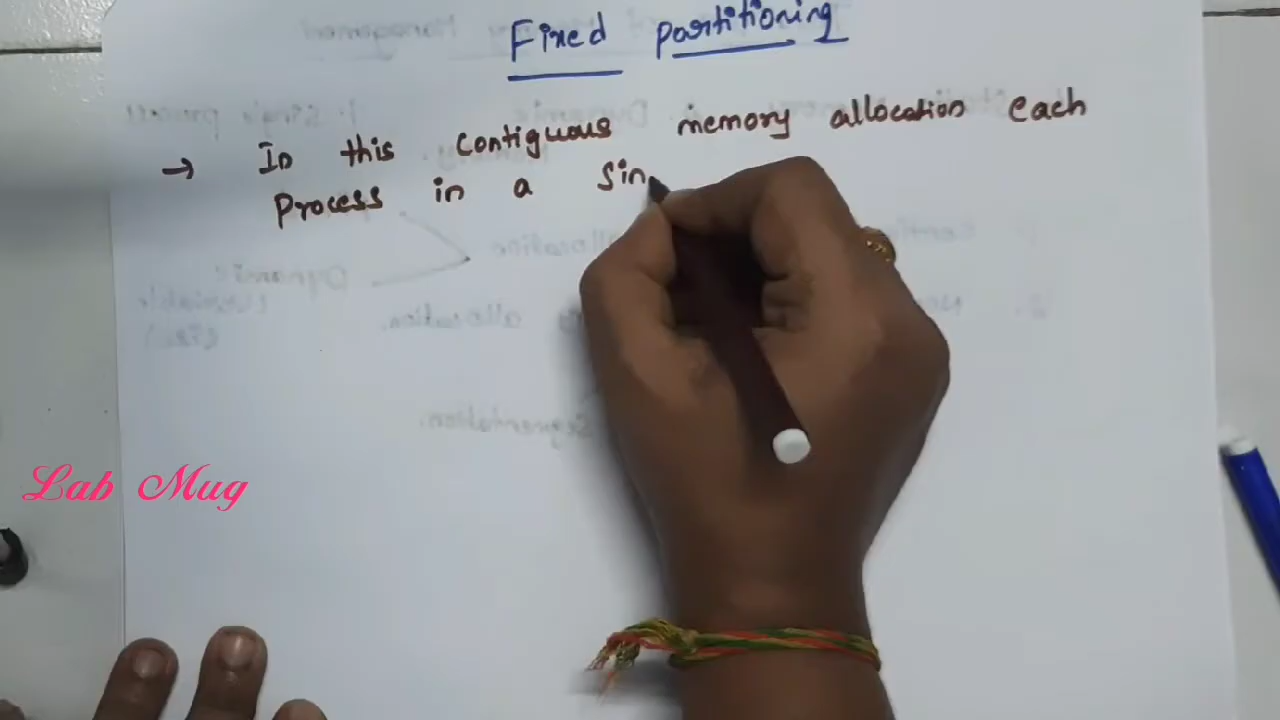 Fixed partitioning
→ In this contiguous memory allocation each
process in a sin
Lab Mug